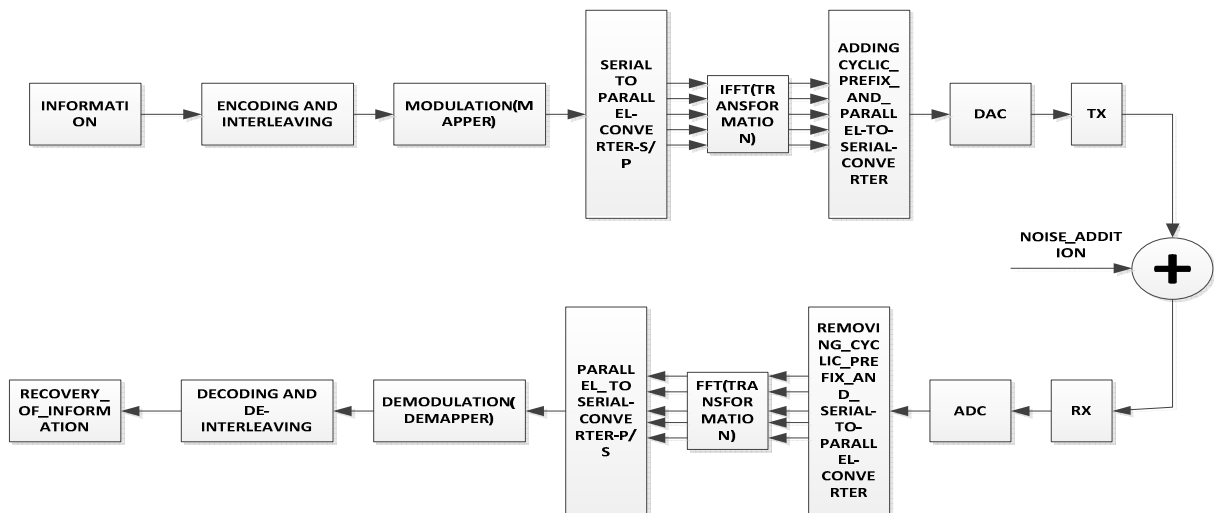 INFORMATI
ON
ENCODING AND
INTERLEAVING
MODULATION(M
APPER)
SERIAL
TO
PARALL
EL-
CONVE
RTER-S/
P
IFFT(TR
ANSFOR
MATIO
N)
ADDING
CYCLIC_
PREFIX_
AND_
PARALL
EL-TO-
SERIAL-
CONVE
RTER
DAC
TX
NOISE_ADDIT
ION
+
RX
ADC
REMOVI
NG_CYC
LIC_PRE
FIX_AN
D_
SERIAL-
TO-
PARALL
EL-
CONVE
RTER
FFT(TRA
NSFOR
MATIO
N)
PARALL
EL_TO
SERIAL-
CONVE
RTER-P/
S
DEMODULATION(
DEMAPPER)
DECODING AND
DE-
INTERLEAVING
RECOVERY_
OF_INFORM
ATION